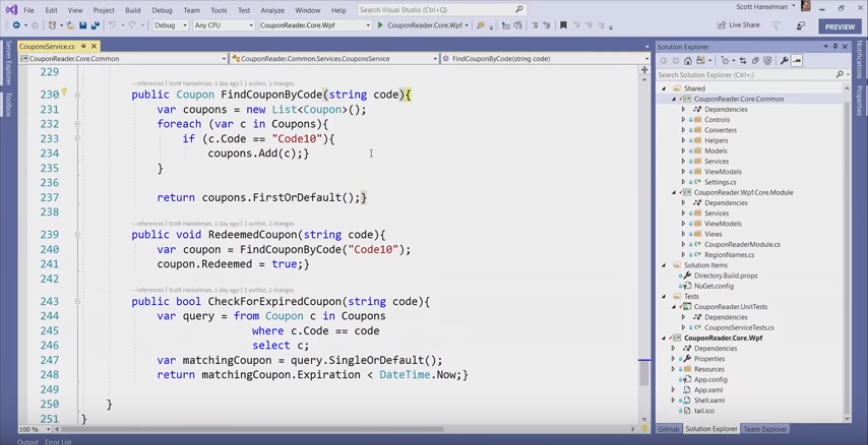 Scott Hanselman
File Edit View Project Build Debug Team Tools Test Analyze Window Help Search Visual Studio (Ctrl+Q)
Debug Any CPU CouponReader.Core.Wpf CouponReader.Core.Wpf Live Share PREVIEW
Server Explorer
Toolbox
CouponsService.cs
CouponReader.Core.Common CouponReader.Common.Services.CouponsService FindCouponByCode(string code)
229
– references | Scott Hanselman, 1 day ago | 1 author, 2 changes
230 public Coupon FindCouponByCode(string code){
231 var coupons = new List<Coupon>();
232 foreach (var c in Coupons){
233 if (c.Code == "Code10"){
234 coupons.Add(c);}
235 }
236
237 return coupons.FirstOrDefault();}
238
– references | Scott Hanselman, 1 day ago | 1 author, 2 changes
239 public void RedeemedCoupon(string code){
240 var coupon = FindCouponByCode("Code10");
241 coupon.Redeemed = true;}
242
– references | Scott Hanselman, 1 day ago | 1 author, 2 changes
243 public bool CheckForExpiredCoupon(string code){
244 var query = from Coupon c in Coupons
245 where c.Code == code
246 select c;
247 var matchingCoupon = query.SingleOrDefault();
248 return matchingCoupon.Expiration < DateTime.Now;}
249
250 }
251 }
100 %
Output Error List
Solution Explorer
Search Solution Explorer (Ctrl+;)
Shared
CouponReader.Core.Common
Dependencies
Controls
Converters
Helpers
Models
Services
ViewModels
Settings.cs
CouponReader.Wpf.Core.Module
Dependencies
Services
ViewModels
Views
CouponReaderModule.cs
RegionNames.cs
Solution Items
Directory.Build.props
NuGet.config
Tests
CouponReader.UnitTests
Dependencies
CouponsServiceTests.cs
CouponReader.Core.Wpf
Dependencies
Properties
Resources
App.config
App.xaml
Shell.xaml
tail.ico
GitHub Solution Explorer Team Explorer
Notifications
Properties